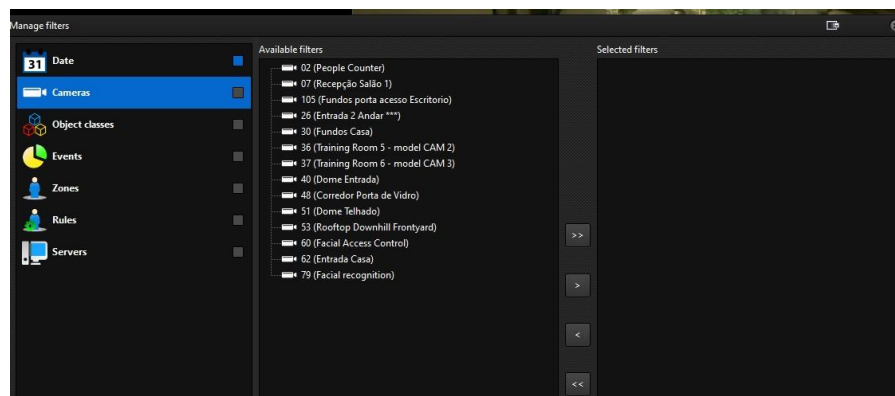 Manage filters
31 Date
Cameras
Object classes
Events
Zones
Rules
Servers
Available filters
02 (People Counter)
07 (Recepção Salão 1)
105 (Fundos porta acesso Escritorio)
26 (Entrada 2 Andar ***)
30 (Fundos Casa)
36 (Training Room 5 - model CAM 2)
37 (Training Room 6 - model CAM 3)
40 (Dome Entrada)
48 (Corredor Porta de Vidro)
51 (Dome Telhado)
53 (Rooftop Downhill Frontyard)
60 (Facial Access Control)
62 (Entrada Casa)
79 (Facial recognition)
>>
>
<
<<
Selected filters